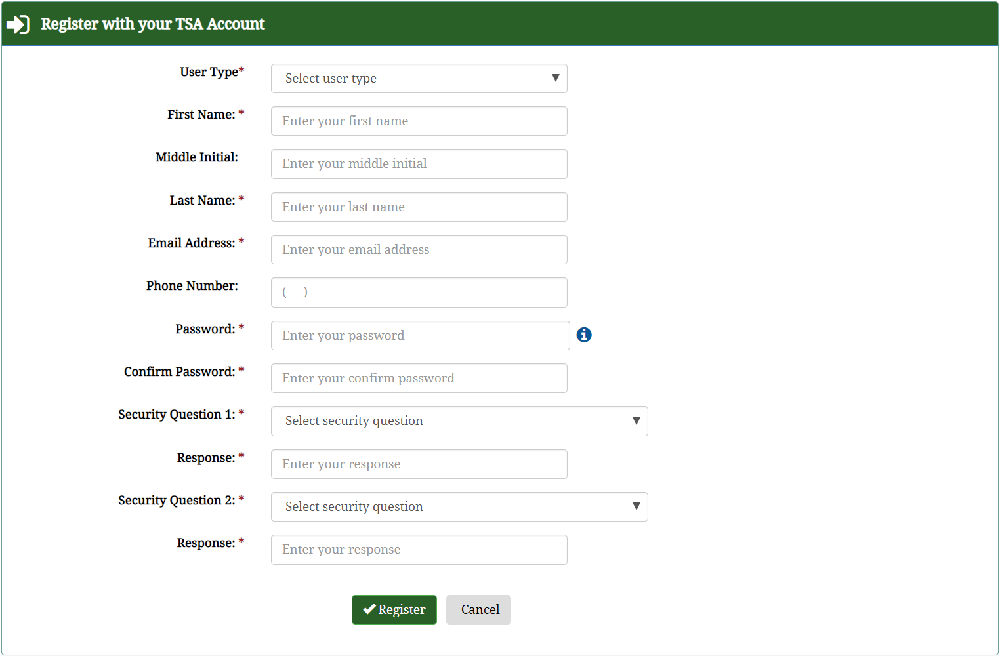 Register with your TSA Account
User Type* Select user type ▼
First Name: * Enter your first name
Middle Initial: Enter your middle initial
Last Name: * Enter your last name
Email Address: * Enter your email address
Phone Number: (___) ___-____
Password: * Enter your password
Confirm Password: * Enter your confirm password
Security Question 1: * Select security question ▼
Response: * Enter your response
Security Question 2: * Select security question ▼
Response: * Enter your response
Register Cancel